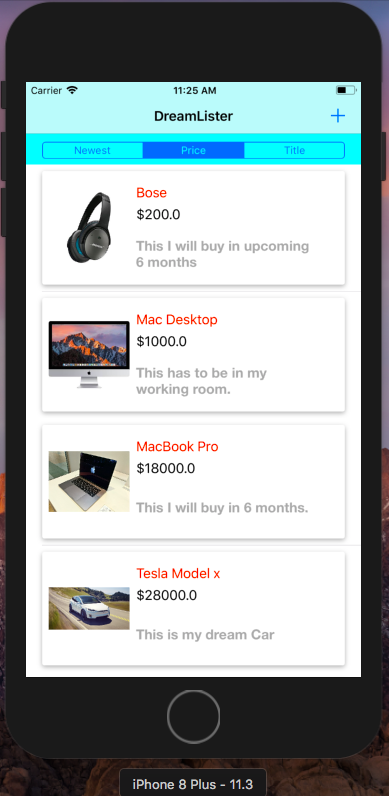 Carrier 11:25 AM
DreamLister
Newest Price Title
Bose
$200.0
This I will buy in upcoming
6 months
Mac Desktop
$1000.0
This has to be in my
working room.
MacBook Pro
$18000.0
This I will buy in 6 months.
Tesla Model x
$28000.0
This is my dream Car
iPhone 8 Plus - 11.3